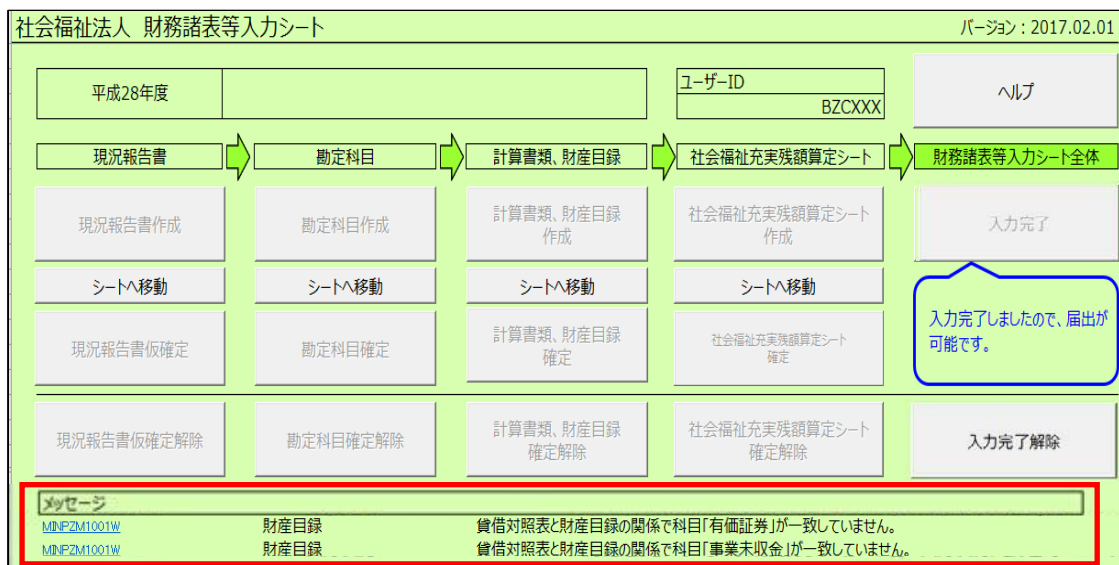 社会福祉法人 財務諸表等入力シート
バージョン：2017.02.01
平成28年度
ユーザーID
BZCXXX
ヘルプ
現況報告書
勘定科目
計算書類、財産目録
社会福祉充実残額算定シート
財務諸表等入力シート全体
現況報告書作成
勘定科目作成
計算書類、財産目録
作成
社会福祉充実残額算定シート
作成
入力完了
シートへ移動
シートへ移動
シートへ移動
シートへ移動
入力完了しましたので、届出が
可能です。
現況報告書仮確定
勘定科目確定
計算書類、財産目録
確定
社会福祉充実残額算定シート
確定
現況報告書仮確定解除
勘定科目確定解除
計算書類、財産目録
確定解除
社会福祉充実残額算定シート
確定解除
入力完了解除
メッセージ
MINPZM1001W 財産目録 貸借対照表と財産目録の関係で科目「有価証券」が一致していません。
MINPZM1001W 財産目録 貸借対照表と財産目録の関係で科目「事業未収金」が一致していません。